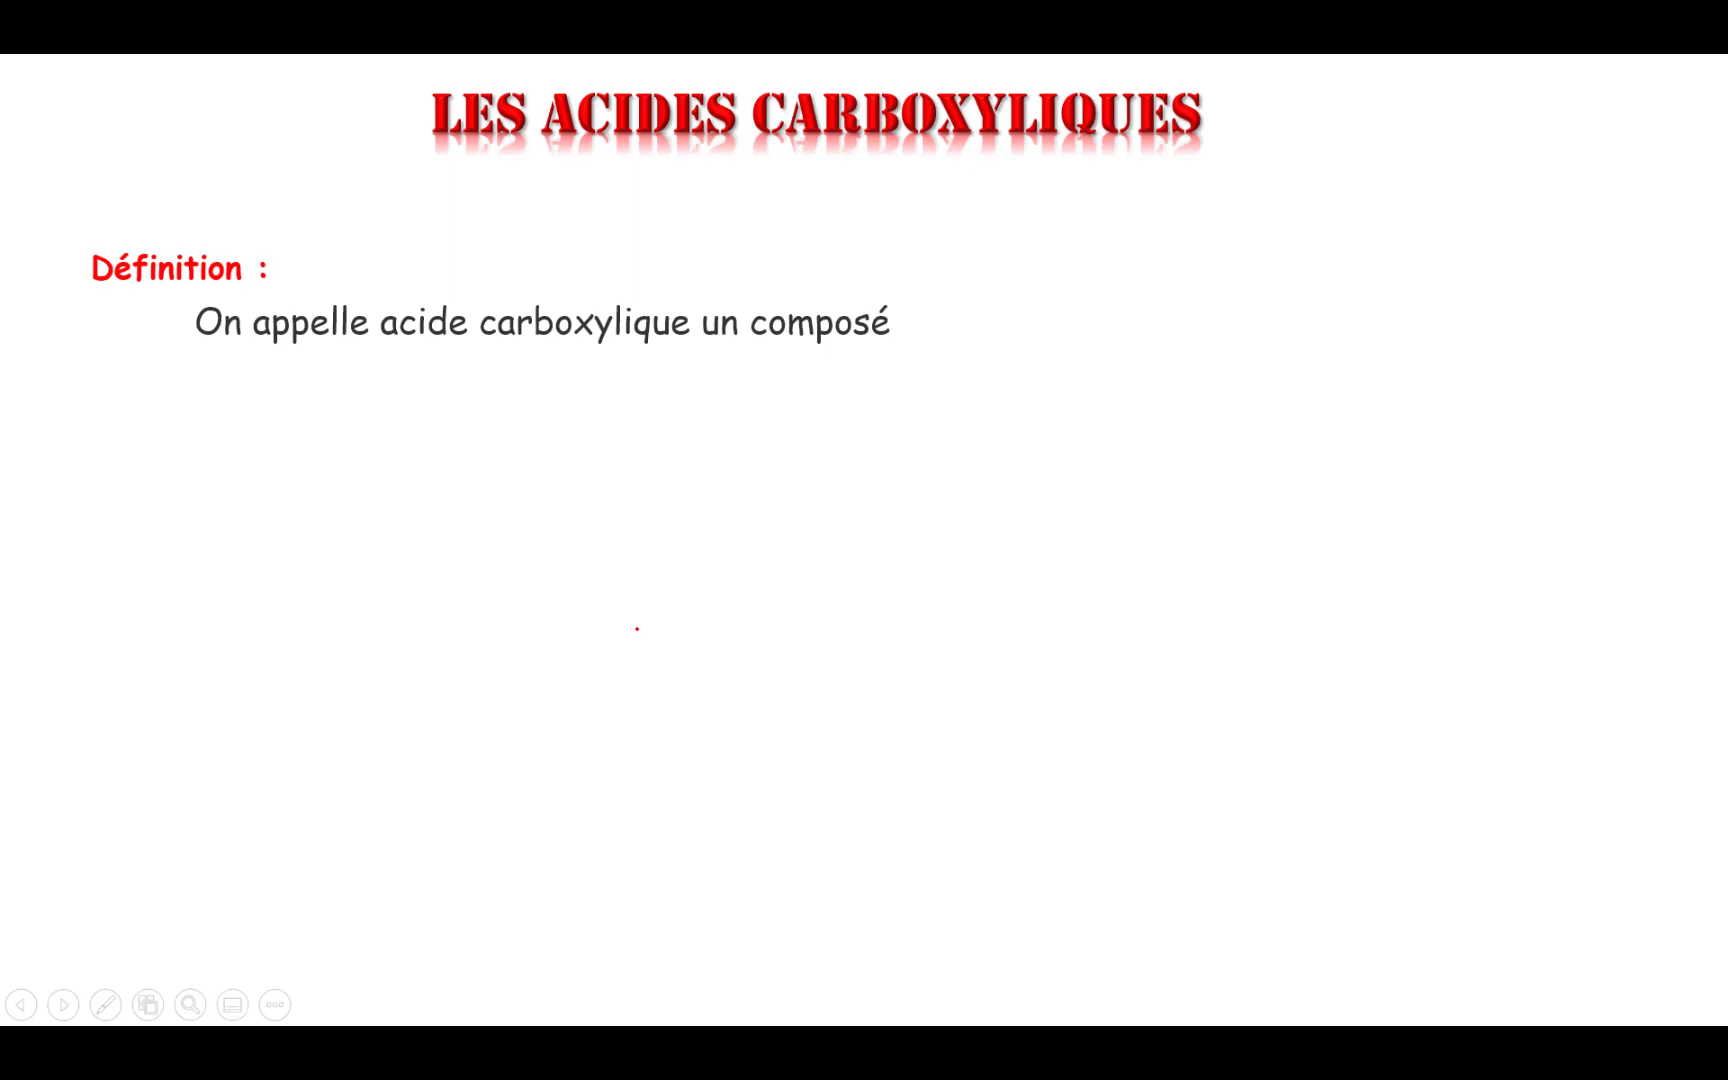 LES ACIDES CARBOXYLIQUES
Définition :
On appelle acide carboxylique un composé